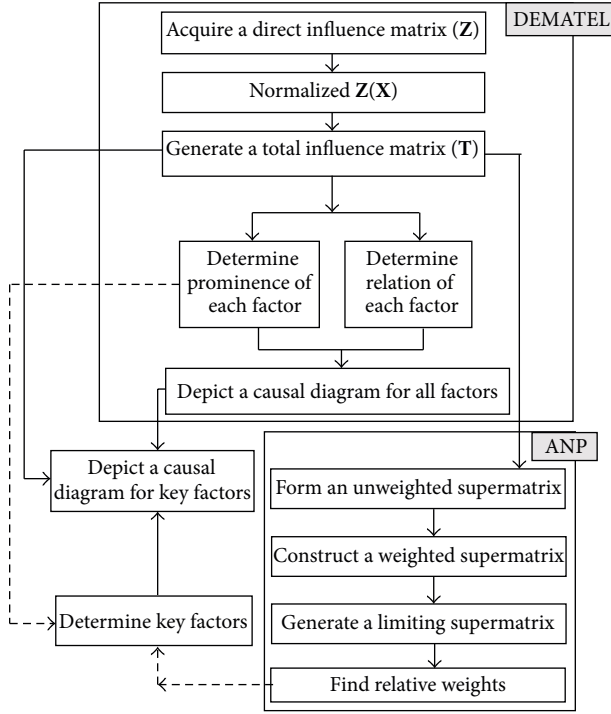 DEMATEL
Acquire a direct influence matrix (Z)
Normalized Z(X)
Generate a total influence matrix (T)
Determine
prominence of
each factor
Determine
relation of
each factor
Depict a causal diagram for all factors
ANP
Depict a causal
diagram for key factors
Form an unweighted supermatrix
Construct a weighted supermatrix
Determine key factors
Generate a limiting supermatrix
Find relative weights